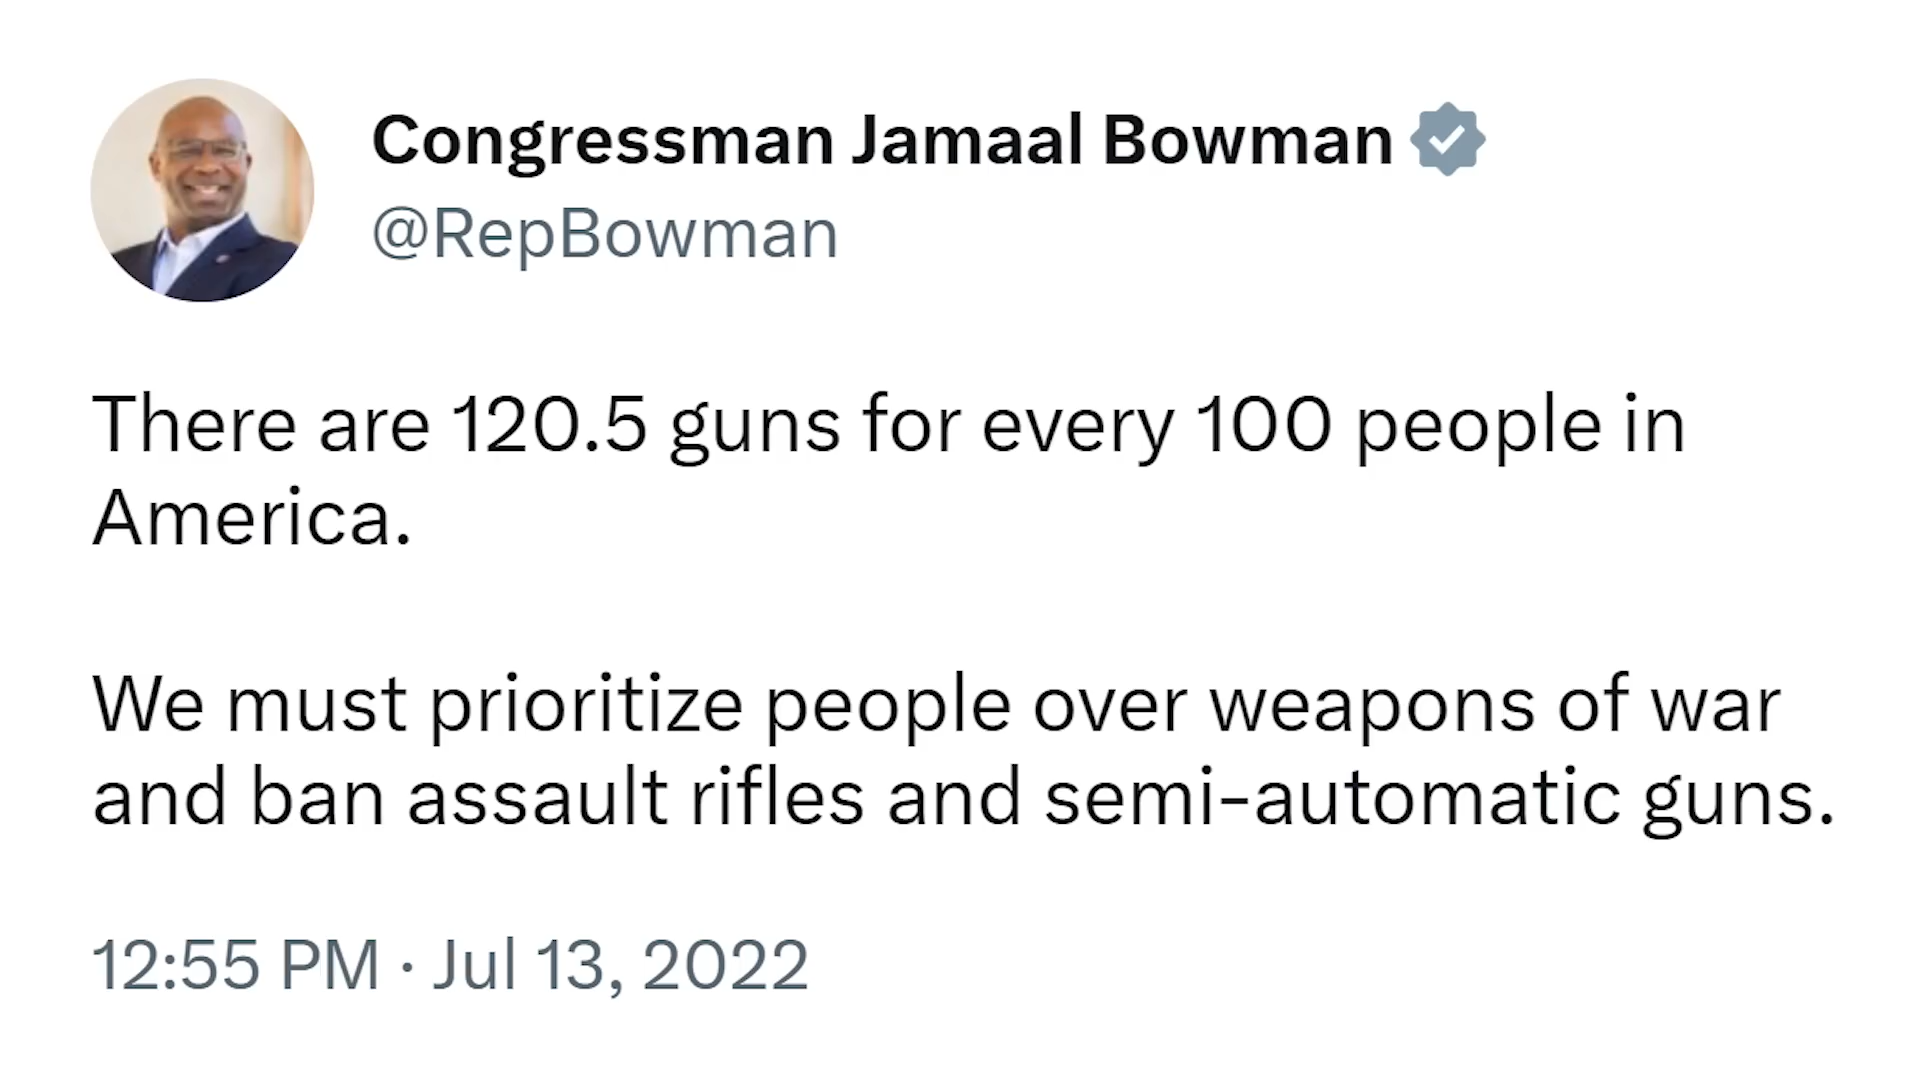 Congressman Jamaal Bowman
@RepBowman
There are 120.5 guns for every 100 people in
America.
We must prioritize people over weapons of war
and ban assault rifles and semi-automatic guns.
12:55 PM · Jul 13, 2022